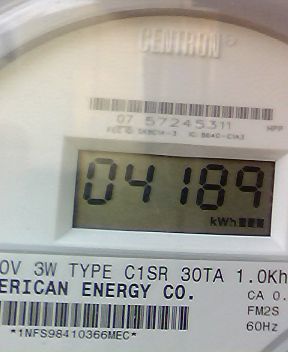 CENTRON®
07 57245311
HPP
04189
kWh
0V 3W TYPE C1SR 30TA 1.0Kh
ERICAN ENERGY CO.
CA 0.
FM2S
60Hz
*1NFS98410366MEC*